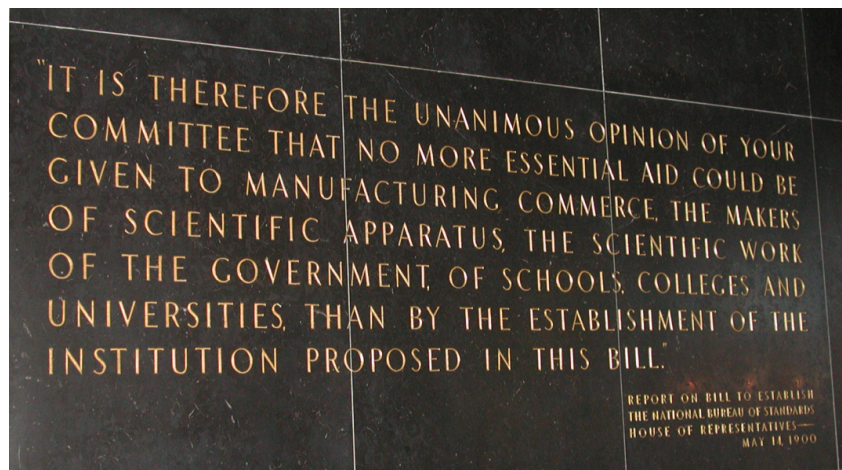 "IT IS THEREFORE THE UNANIMOUS OPINION OF YOUR
COMMITTEE THAT NO MORE ESSENTIAL AID COULD BE
GIVEN TO MANUFACTURING, COMMERCE, THE MAKERS
OF SCIENTIFIC APPARATUS, THE SCIENTIFIC WORK
OF THE GOVERNMENT, OF SCHOOLS, COLLEGES AND
UNIVERSITIES, THAN BY THE ESTABLISHMENT OF THE
INSTITUTION PROPOSED IN THIS BILL."
REPORT ON BILL TO ESTABLISH
THE NATIONAL BUREAU OF STANDARDS
HOUSE OF REPRESENTATIVES—
MAY 14, 1900